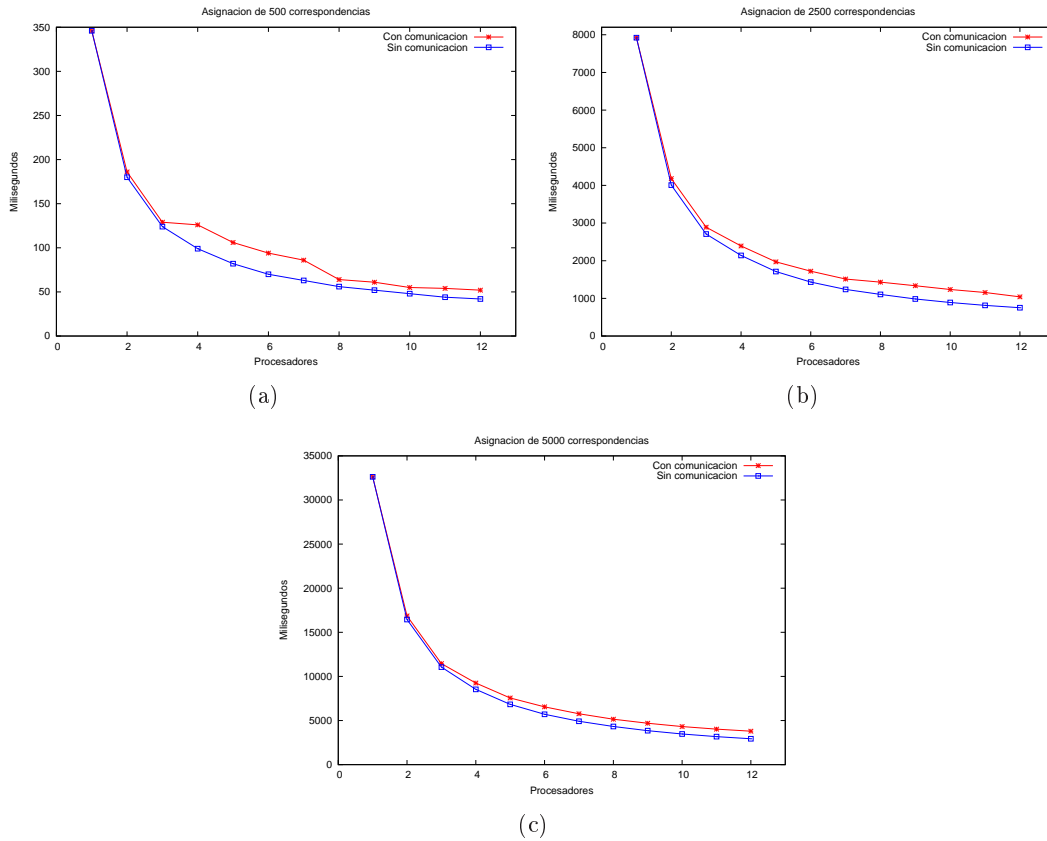 Asignacion de 500 correspondencias
Con comunicacion
Sin comunicacion
350
300
250
200
150
100
50
0
Milisegundos
0 2 4 6 8 10 12
Procesadores
(a)
Asignacion de 2500 correspondencias
Con comunicacion
Sin comunicacion
8000
7000
6000
5000
4000
3000
2000
1000
0
Milisegundos
0 2 4 6 8 10 12
Procesadores
(b)
Asignacion de 5000 correspondencias
Con comunicacion
Sin comunicacion
35000
30000
25000
20000
15000
10000
5000
0
Milisegundos
0 2 4 6 8 10 12
Procesadores
(c)